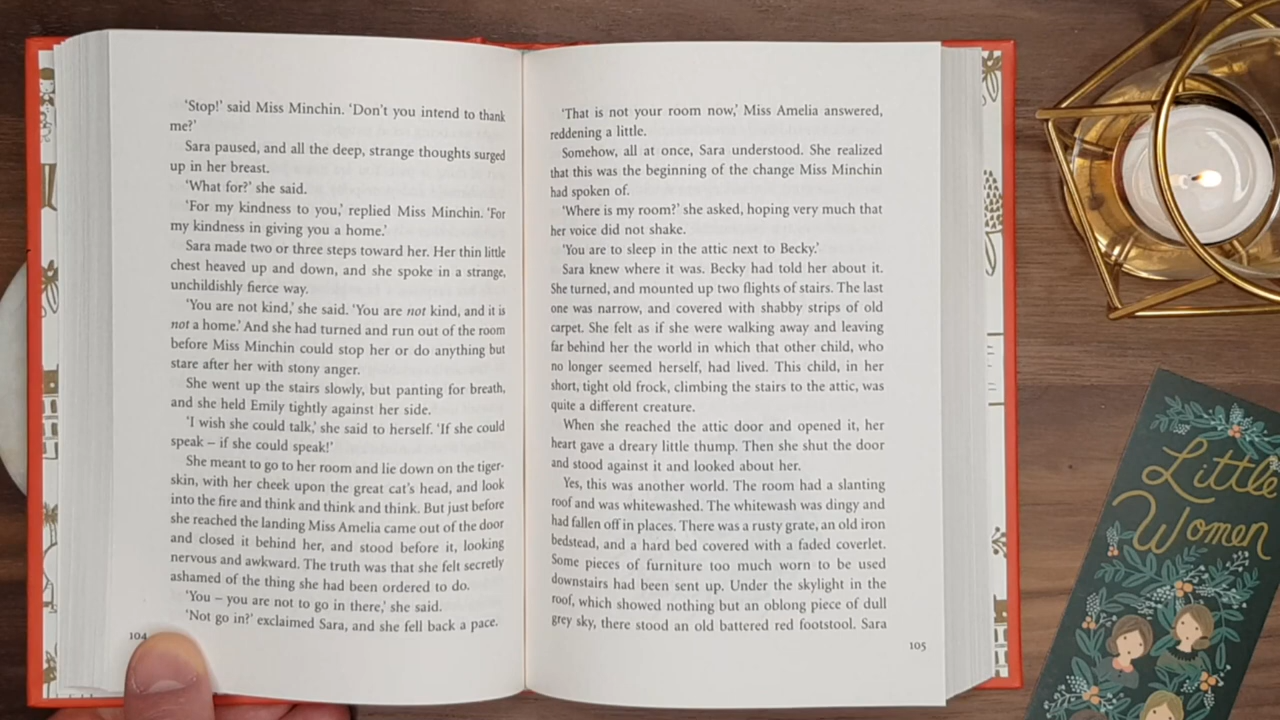 ‘Stop!’ said Miss Minchin. ‘Don’t you intend to thank
me?’
Sara paused, and all the deep, strange thoughts surged
up in her breast.
‘What for?’ she said.
‘For my kindness to you,’ replied Miss Minchin. ‘For
my kindness in giving you a home.’
Sara made two or three steps toward her. Her thin little
chest heaved up and down, and she spoke in a strange,
unchildishly fierce way.
‘You are not kind,’ she said. ‘You are not kind, and it is
not a home.’ And she had turned and run out of the room
before Miss Minchin could stop her or do anything but
stare after her with stony anger.
She went up the stairs slowly, but panting for breath,
and she held Emily tightly against her side.
‘I wish she could talk,’ she said to herself. ‘If she could
speak – if she could speak!’
She meant to go to her room and lie down on the tiger-
skin, with her cheek upon the great cat’s head, and look
into the fire and think and think and think. But just before
she reached the landing Miss Amelia came out of the door
and closed it behind her, and stood before it, looking
nervous and awkward. The truth was that she felt secretly
ashamed of the thing she had been ordered to do.
‘You – you are not to go in there,’ she said.
‘Not go in?’ exclaimed Sara, and she fell back a pace.
104
‘That is not your room now,’ Miss Amelia answered,
reddening a little.
Somehow, all at once, Sara understood. She realized
that this was the beginning of the change Miss Minchin
had spoken of.
‘Where is my room?’ she asked, hoping very much that
her voice did not shake.
‘You are to sleep in the attic next to Becky.’
Sara knew where it was. Becky had told her about it.
She turned, and mounted up two flights of stairs. The last
one was narrow, and covered with shabby strips of old
carpet. She felt as if she were walking away and leaving
far behind her the world in which that other child, who
no longer seemed herself, had lived. This child, in her
short, tight old frock, climbing the stairs to the attic, was
quite a different creature.
When she reached the attic door and opened it, her
heart gave a dreary little thump. Then she shut the door
and stood against it and looked about her.
Yes, this was another world. The room had a slanting
roof and was whitewashed. The whitewash was dingy and
had fallen off in places. There was a rusty grate, an old iron
bedstead, and a hard bed covered with a faded coverlet.
Some pieces of furniture too much worn to be used
downstairs had been sent up. Under the skylight in the
roof, which showed nothing but an oblong piece of dull
grey sky, there stood an old battered red footstool. Sara
105
Little
Women